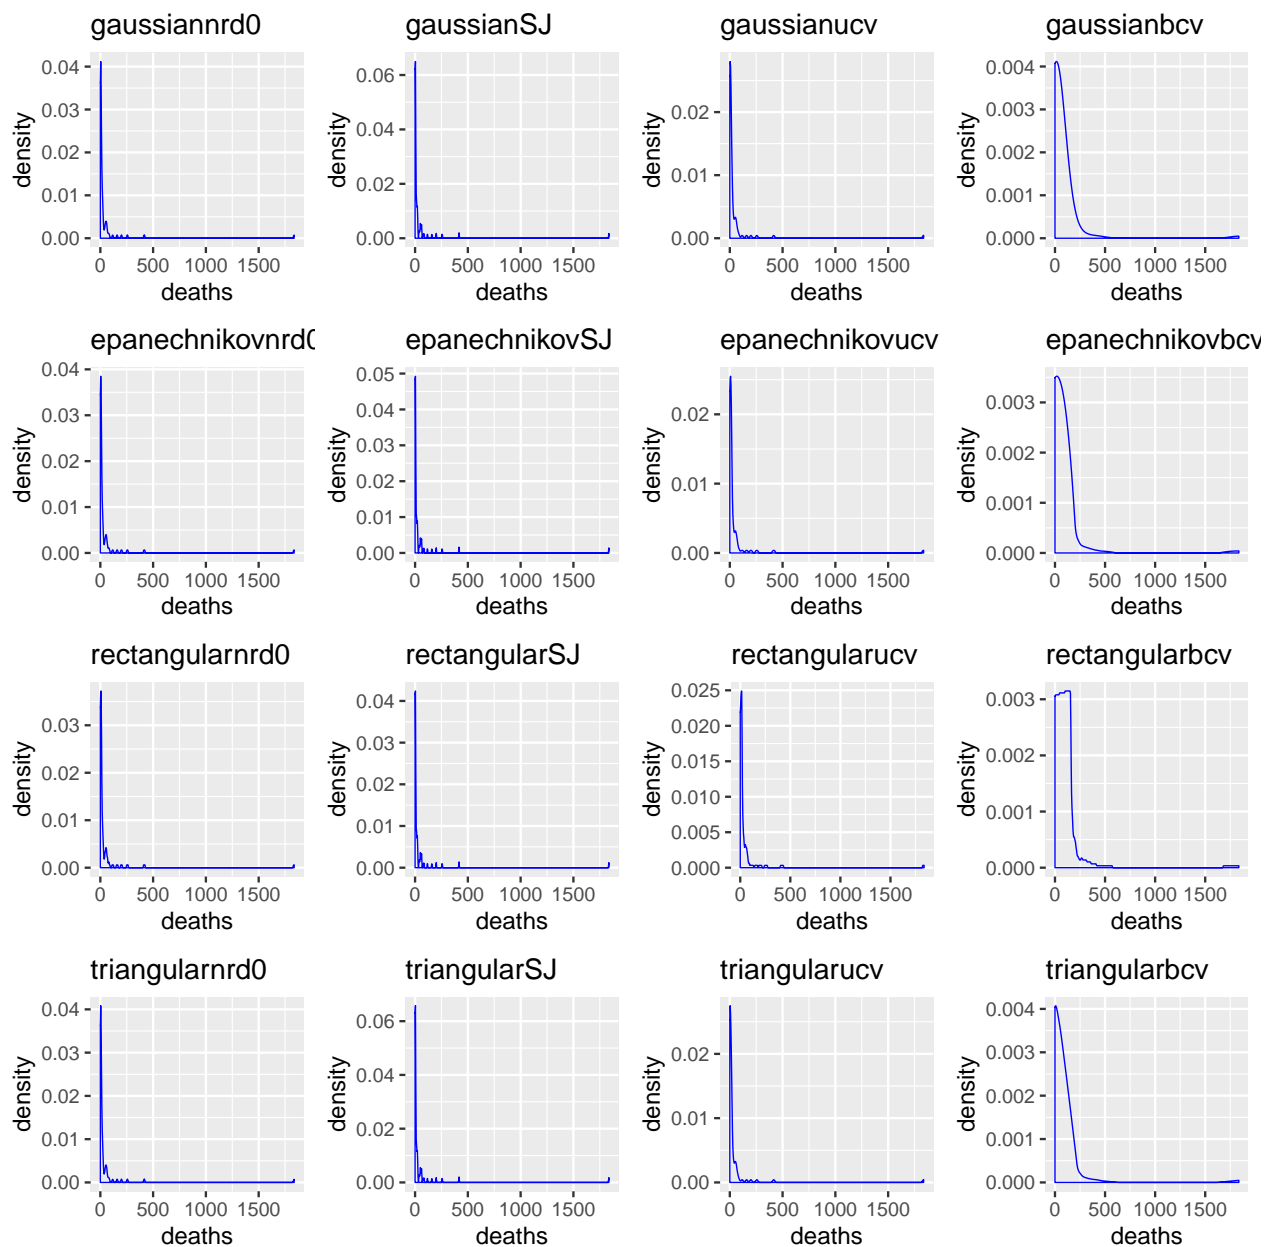 gaussiannrd0
gaussianSJ
gaussianucv
gaussianbcv
density
0.04
0.03
0.02
0.01
0.00
0 500 1000 1500
deaths
density
0.06
0.04
0.02
0.00
0 500 1000 1500
deaths
density
0.02
0.01
0.00
0 500 1000 1500
deaths
density
0.004
0.003
0.002
0.001
0.000
0 500 1000 1500
deaths
epanechnikovnrd0
epanechnikovSJ
epanechnikovucv
epanechnikovbcv
density
0.04
0.03
0.02
0.01
0.00
0 500 1000 1500
deaths
density
0.05
0.04
0.03
0.02
0.01
0.00
0 500 1000 1500
deaths
density
0.02
0.01
0.00
0 500 1000 1500
deaths
density
0.003
0.002
0.001
0.000
0 500 1000 1500
deaths
rectangularnrd0
rectangularSJ
rectangularucv
rectangularbcv
density
0.03
0.02
0.01
0.00
0 500 1000 1500
deaths
density
0.04
0.03
0.02
0.01
0.00
0 500 1000 1500
deaths
density
0.025
0.020
0.015
0.010
0.005
0.000
0 500 1000 1500
deaths
density
0.003
0.002
0.001
0.000
0 500 1000 1500
deaths
triangularnrd0
triangularSJ
triangularucv
triangularbcv
density
0.04
0.03
0.02
0.01
0.00
0 500 1000 1500
deaths
density
0.06
0.04
0.02
0.00
0 500 1000 1500
deaths
density
0.02
0.01
0.00
0 500 1000 1500
deaths
density
0.004
0.003
0.002
0.001
0.000
0 500 1000 1500
deaths